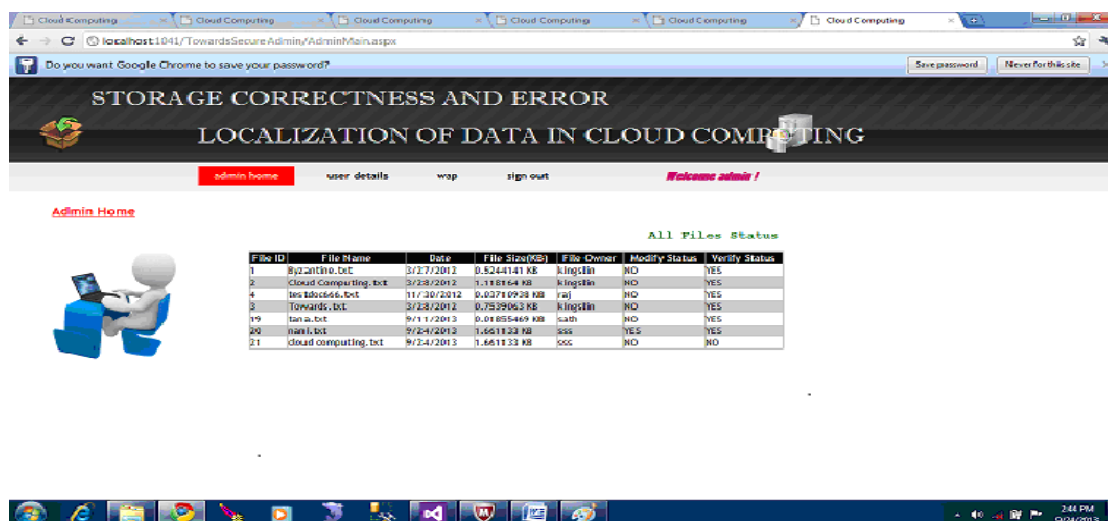 Cloud Computing Cloud Computing Cloud Computing Cloud Computing Cloud Computing Cloud Computing
localhost:1041/TowardsSecureAdmin/AdminMain.aspx
Do you want Google Chrome to save your password? Save password Never for this site
STORAGE CORRECTNESS AND ERROR
LOCALIZATION OF DATA IN CLOUD COMPUTING
admin home user details wap sign out Welcome admin !
Admin Home
All Files Status
File ID File Name Date File Size(KB) File Owner Modify Status Verify Status
1 Byzantine.txt 3/27/2012 0.5244141 KB kingslin NO YES
2 Cloud Computing.txt 3/28/2012 1.118164 KB kingslin NO YES
4 testdoc666.txt 11/30/2012 0.03710938 KB raj NO YES
3 Towards.txt 3/28/2012 0.7539063 KB kingslin NO YES
19 tana.txt 9/11/2013 0.01855469 KB sath NO YES
20 nami.txt 9/24/2013 1.661133 KB sss YES YES
21 cloud computing.txt 9/24/2013 1.661133 KB sss NO NO
2:44 PM
9/24/2013